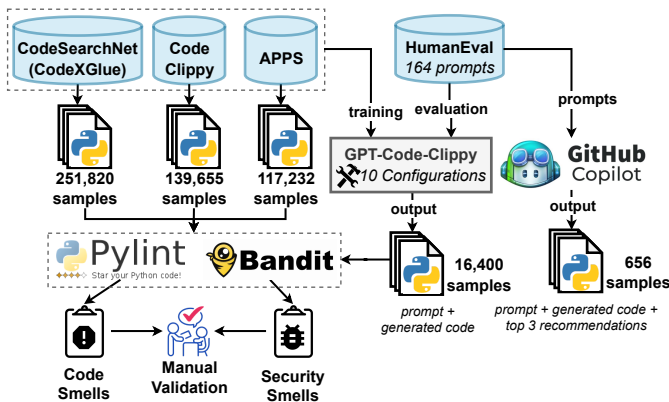 CodeSearchNet
(CodeXGlue)
Code
Clippy
APPS
HumanEval
164 prompts
training
evaluation
prompts
251,820
samples
139,655
samples
117,232
samples
GPT-Code-Clippy
10 Configurations
GitHub
Copilot
output
output
Pylint
Star your Python code!
Bandit
16,400
samples
656
samples
prompt +
generated code
prompt + generated code +
top 3 recommendations
Code
Smells
Manual
Validation
Security
Smells